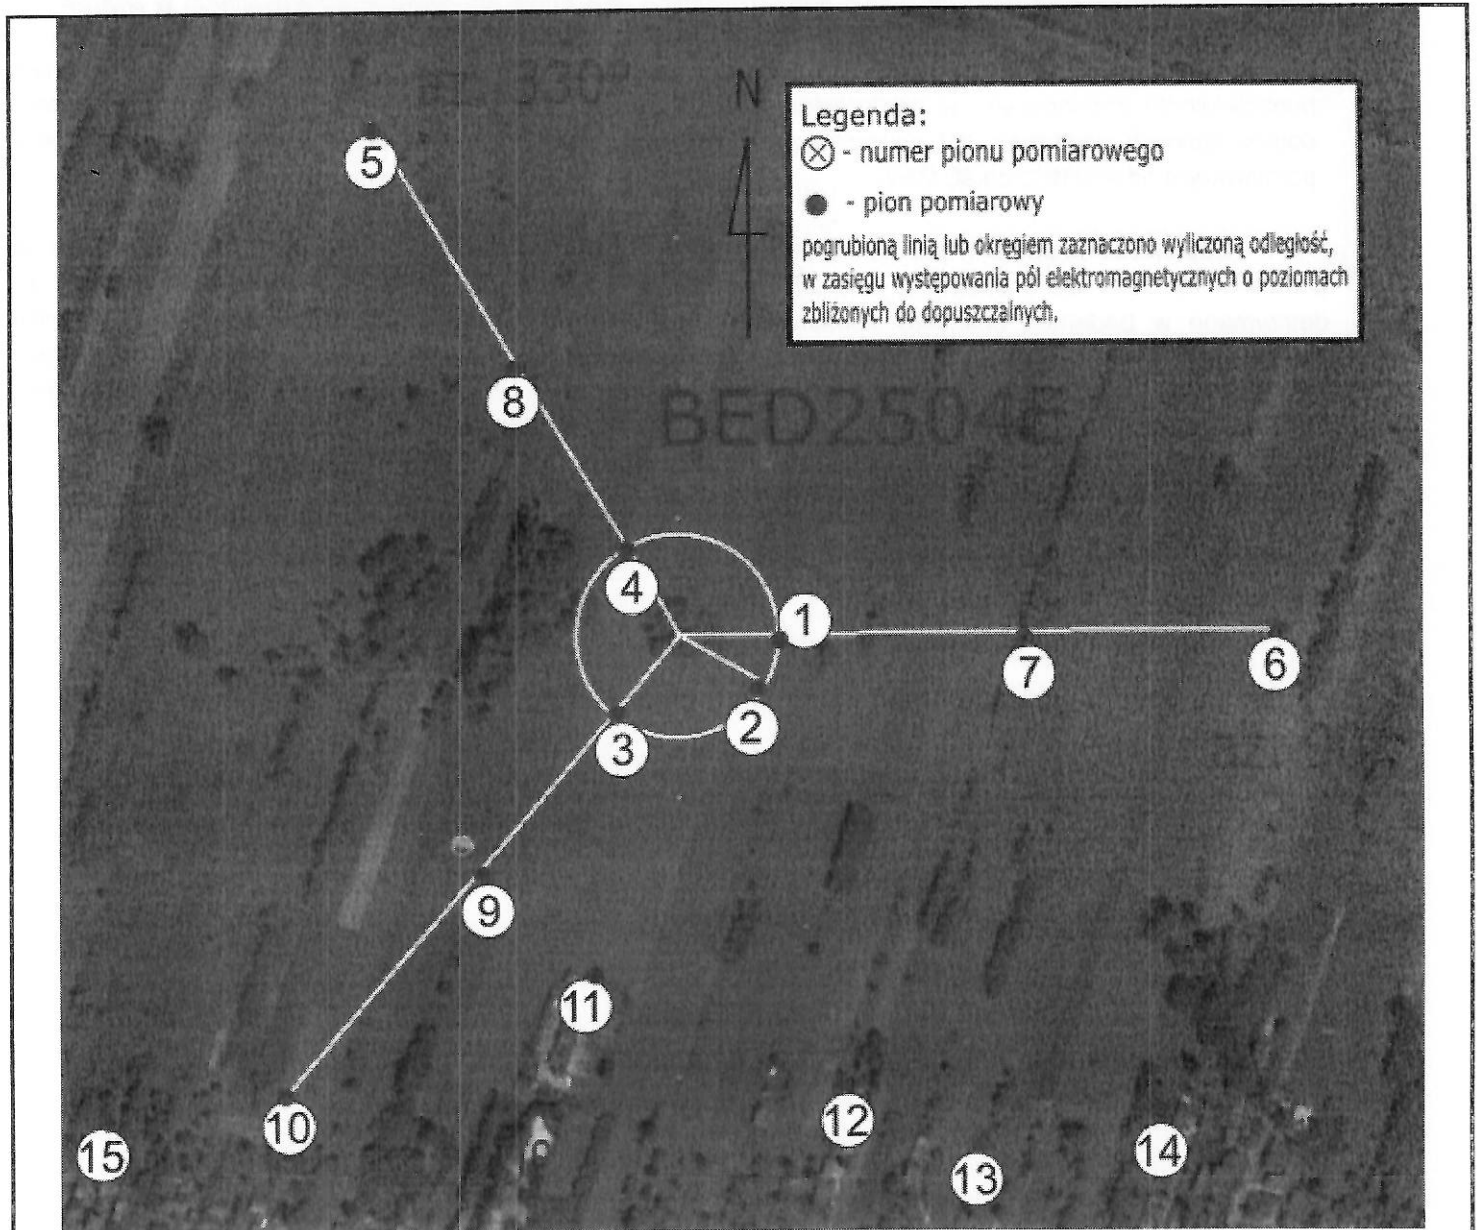 330°
N
Legenda:
- numer pionu pomiarowego
- pion pomiarowy
pogrubioną linią lub okręgiem zaznaczono wyliczoną odległość,
w zasięgu występowania pól elektromagnetycznych o poziomach
zbliżonych do dopuszczalnych.
5
8
BED2504E
4
1
7
6
2
3
9
11
10
12
15
13
14